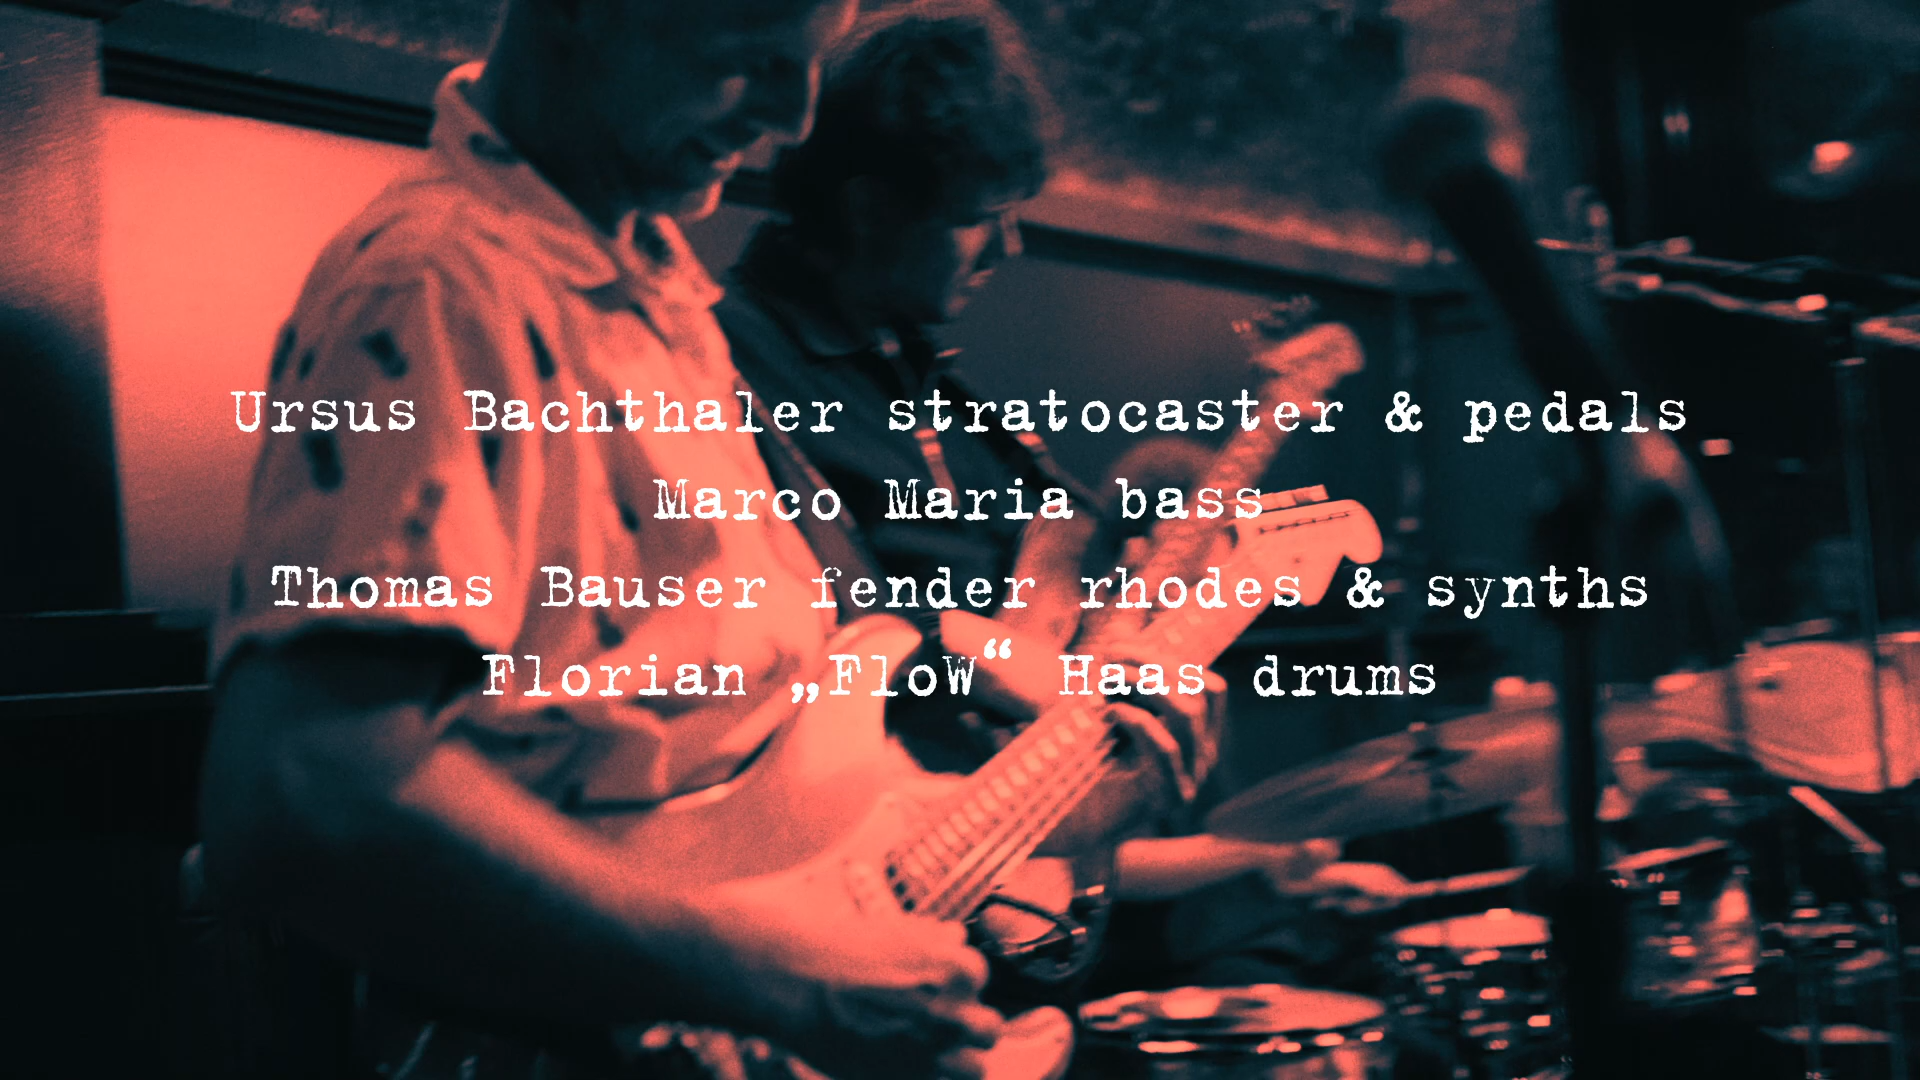 Ursus Bachthaler stratocaster & pedals
Marco Maria bass
Thomas Bauser fender rhodes & synths
Florian „FloW“ Haas drums